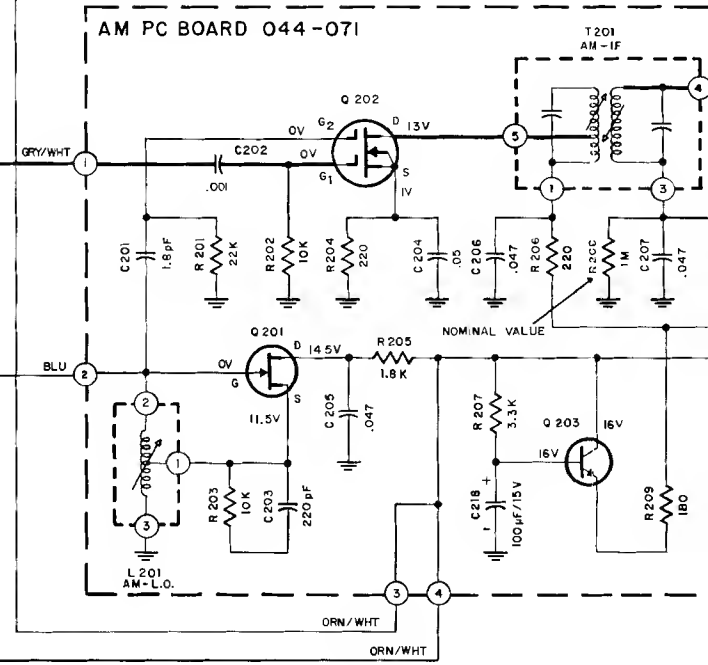 AM PC BOARD 044-071
T201
AM-IF
Q 202
G2
D
13V
0V
4
5
GRY/WHT
1
C202
0V
.001
G1
S
1V
1
3
C201
1.8pF
R201
22K
R202
10K
R204
220
C204
.05
C206
.047
R206
220
1M
C207
.047
NOMINAL VALUE
Q201
D
14.5V
R205
1.8K
BLU
2
0V
G
S
11.5V
C205
.047
R207
3.3K
Q 203
16V
16V
2
1
3
R203
10K
C203
220pF
+
C218
100µF/15V
R209
180
L201
AM-L.O.
3
4
ORN/WHT
ORN/WHT